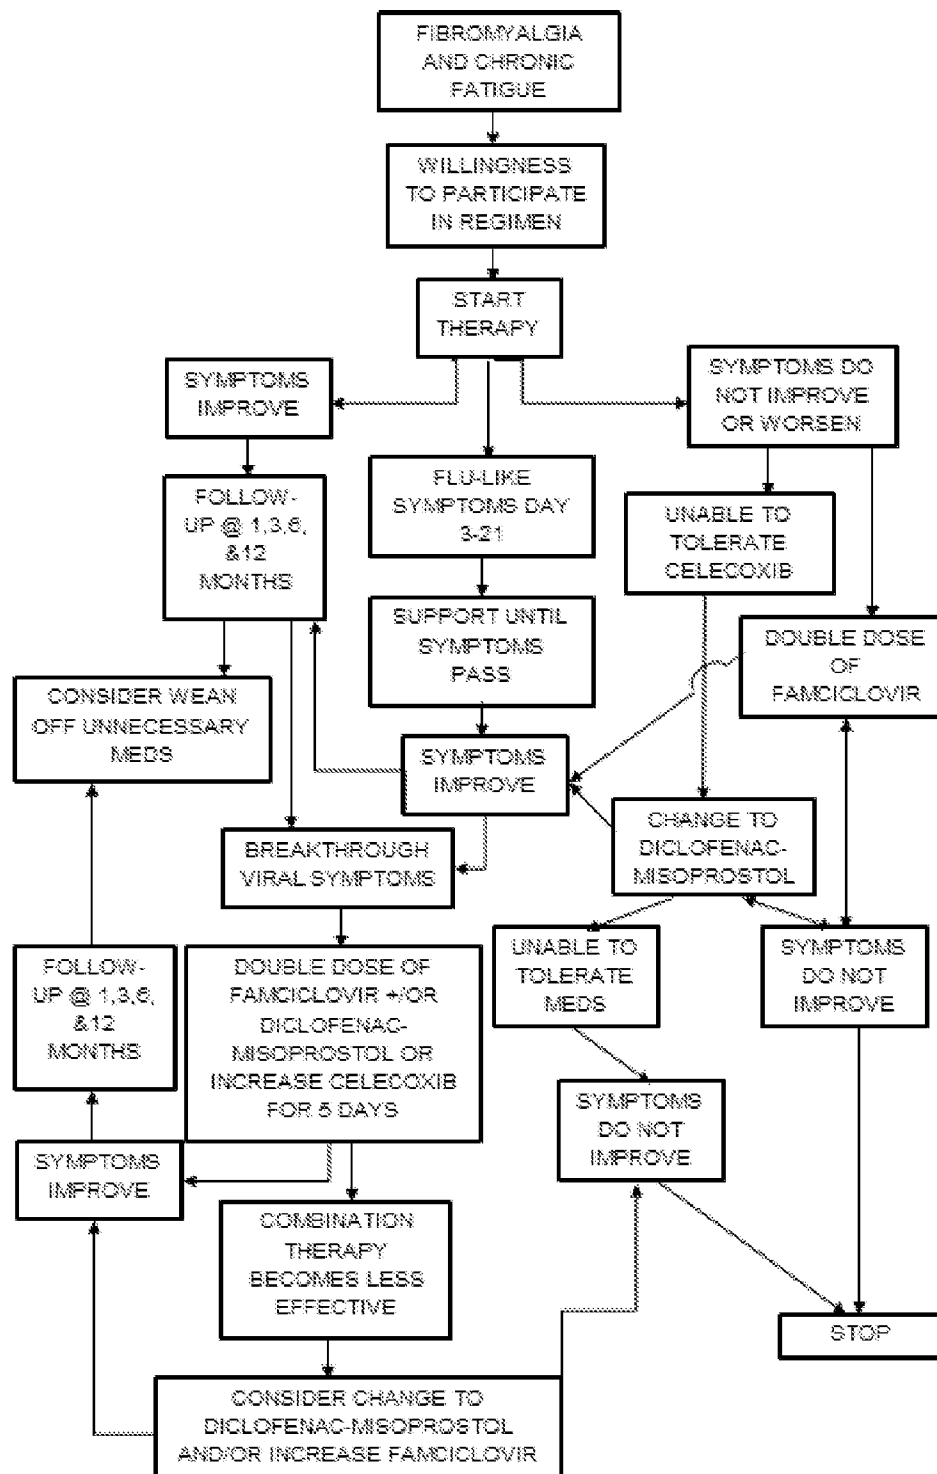 FIBROMYALGIA
AND CHRONIC
FATIGUE
WILLINGNESS
TO PARTICIPATE
IN REGIMEN
START
THERAPY
SYMPTOMS
IMPROVE
SYMPTOMS DO
NOT IMPROVE
OR WORSEN
FOLLOW-
UP @ 1,3,6,
&12
MONTHS
FLU-LIKE
SYMPTOMS DAY
3-21
UNABLE TO
TOLERATE
CELECOXIB
SUPPORT UNTIL
SYMPTOMS
PASS
DOUBLE DOSE
OF
FAMCICLOVIR
CONSIDER WEAN
OFF UNNECESSARY
MEDS
SYMPTOMS
IMPROVE
CHANGE TO
DICLOFENAC-
MISOPROSTOL
BREAKTHROUGH
VIRAL SYMPTOMS
UNABLE TO
TOLERATE
MEDS
SYMPTOMS
DO NOT
IMPROVE
FOLLOW-
UP @ 1,3,6,
&12
MONTHS
DOUBLE DOSE OF
FAMCICLOVIR +/OR
DICLOFENAC-
MISOPROSTOL OR
INCREASE CELECOXIB
FOR 5 DAYS
SYMPTOMS
DO NOT
IMPROVE
SYMPTOMS
IMPROVE
COMBINATION
THERAPY
BECOMES LESS
EFFECTIVE
STOP
CONSIDER CHANGE TO
DICLOFENAC-MISOPROSTOL
AND/OR INCREASE FAMCICLOVIR